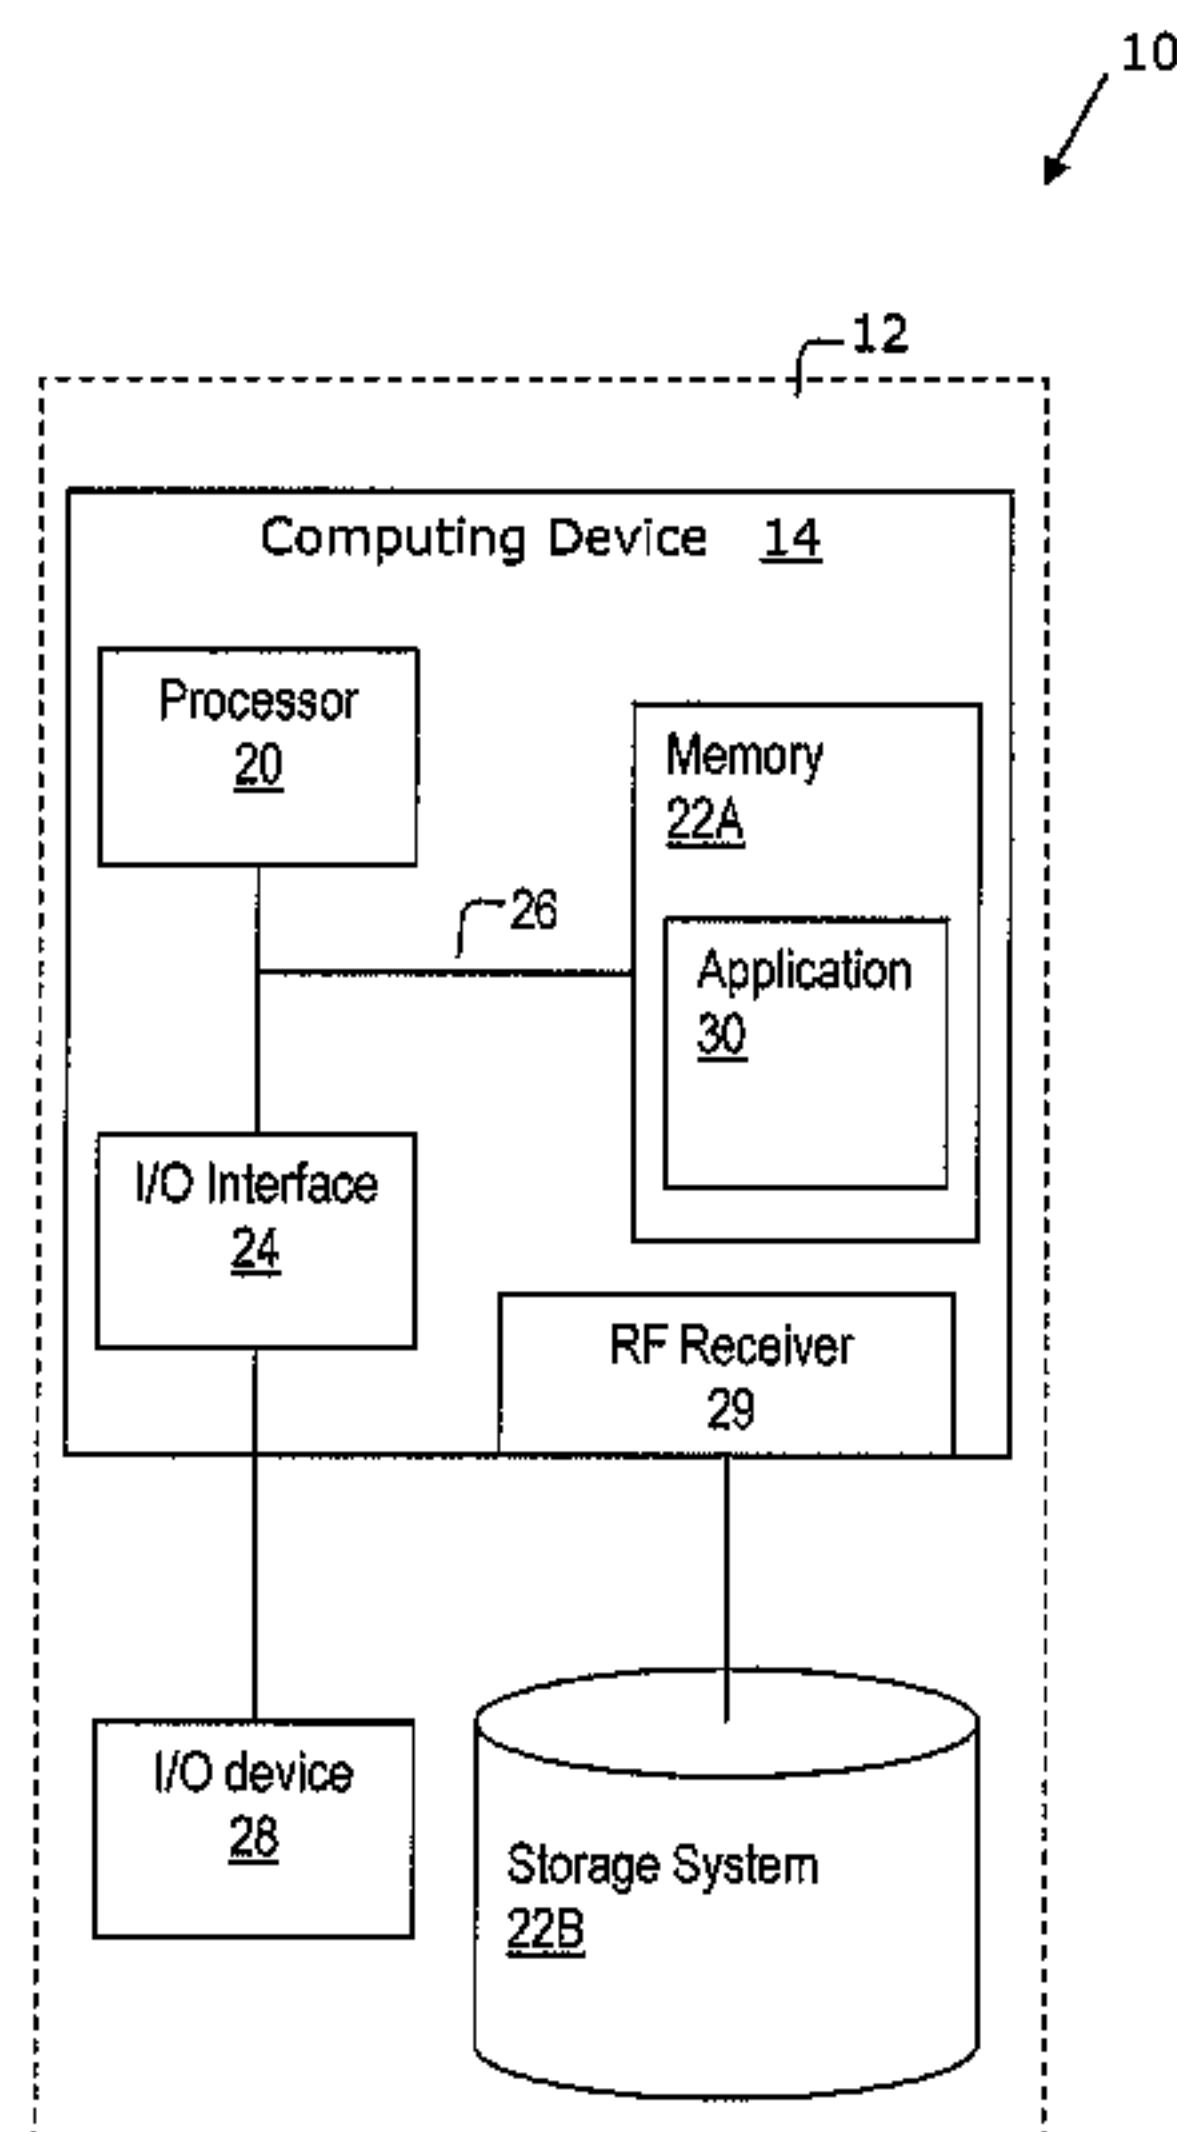 10
12
Computing Device 14
Processor
20
Memory
22A
26
Application
30
I/O Interface
24
RF Receiver
29
I/O device
28
Storage System
22B